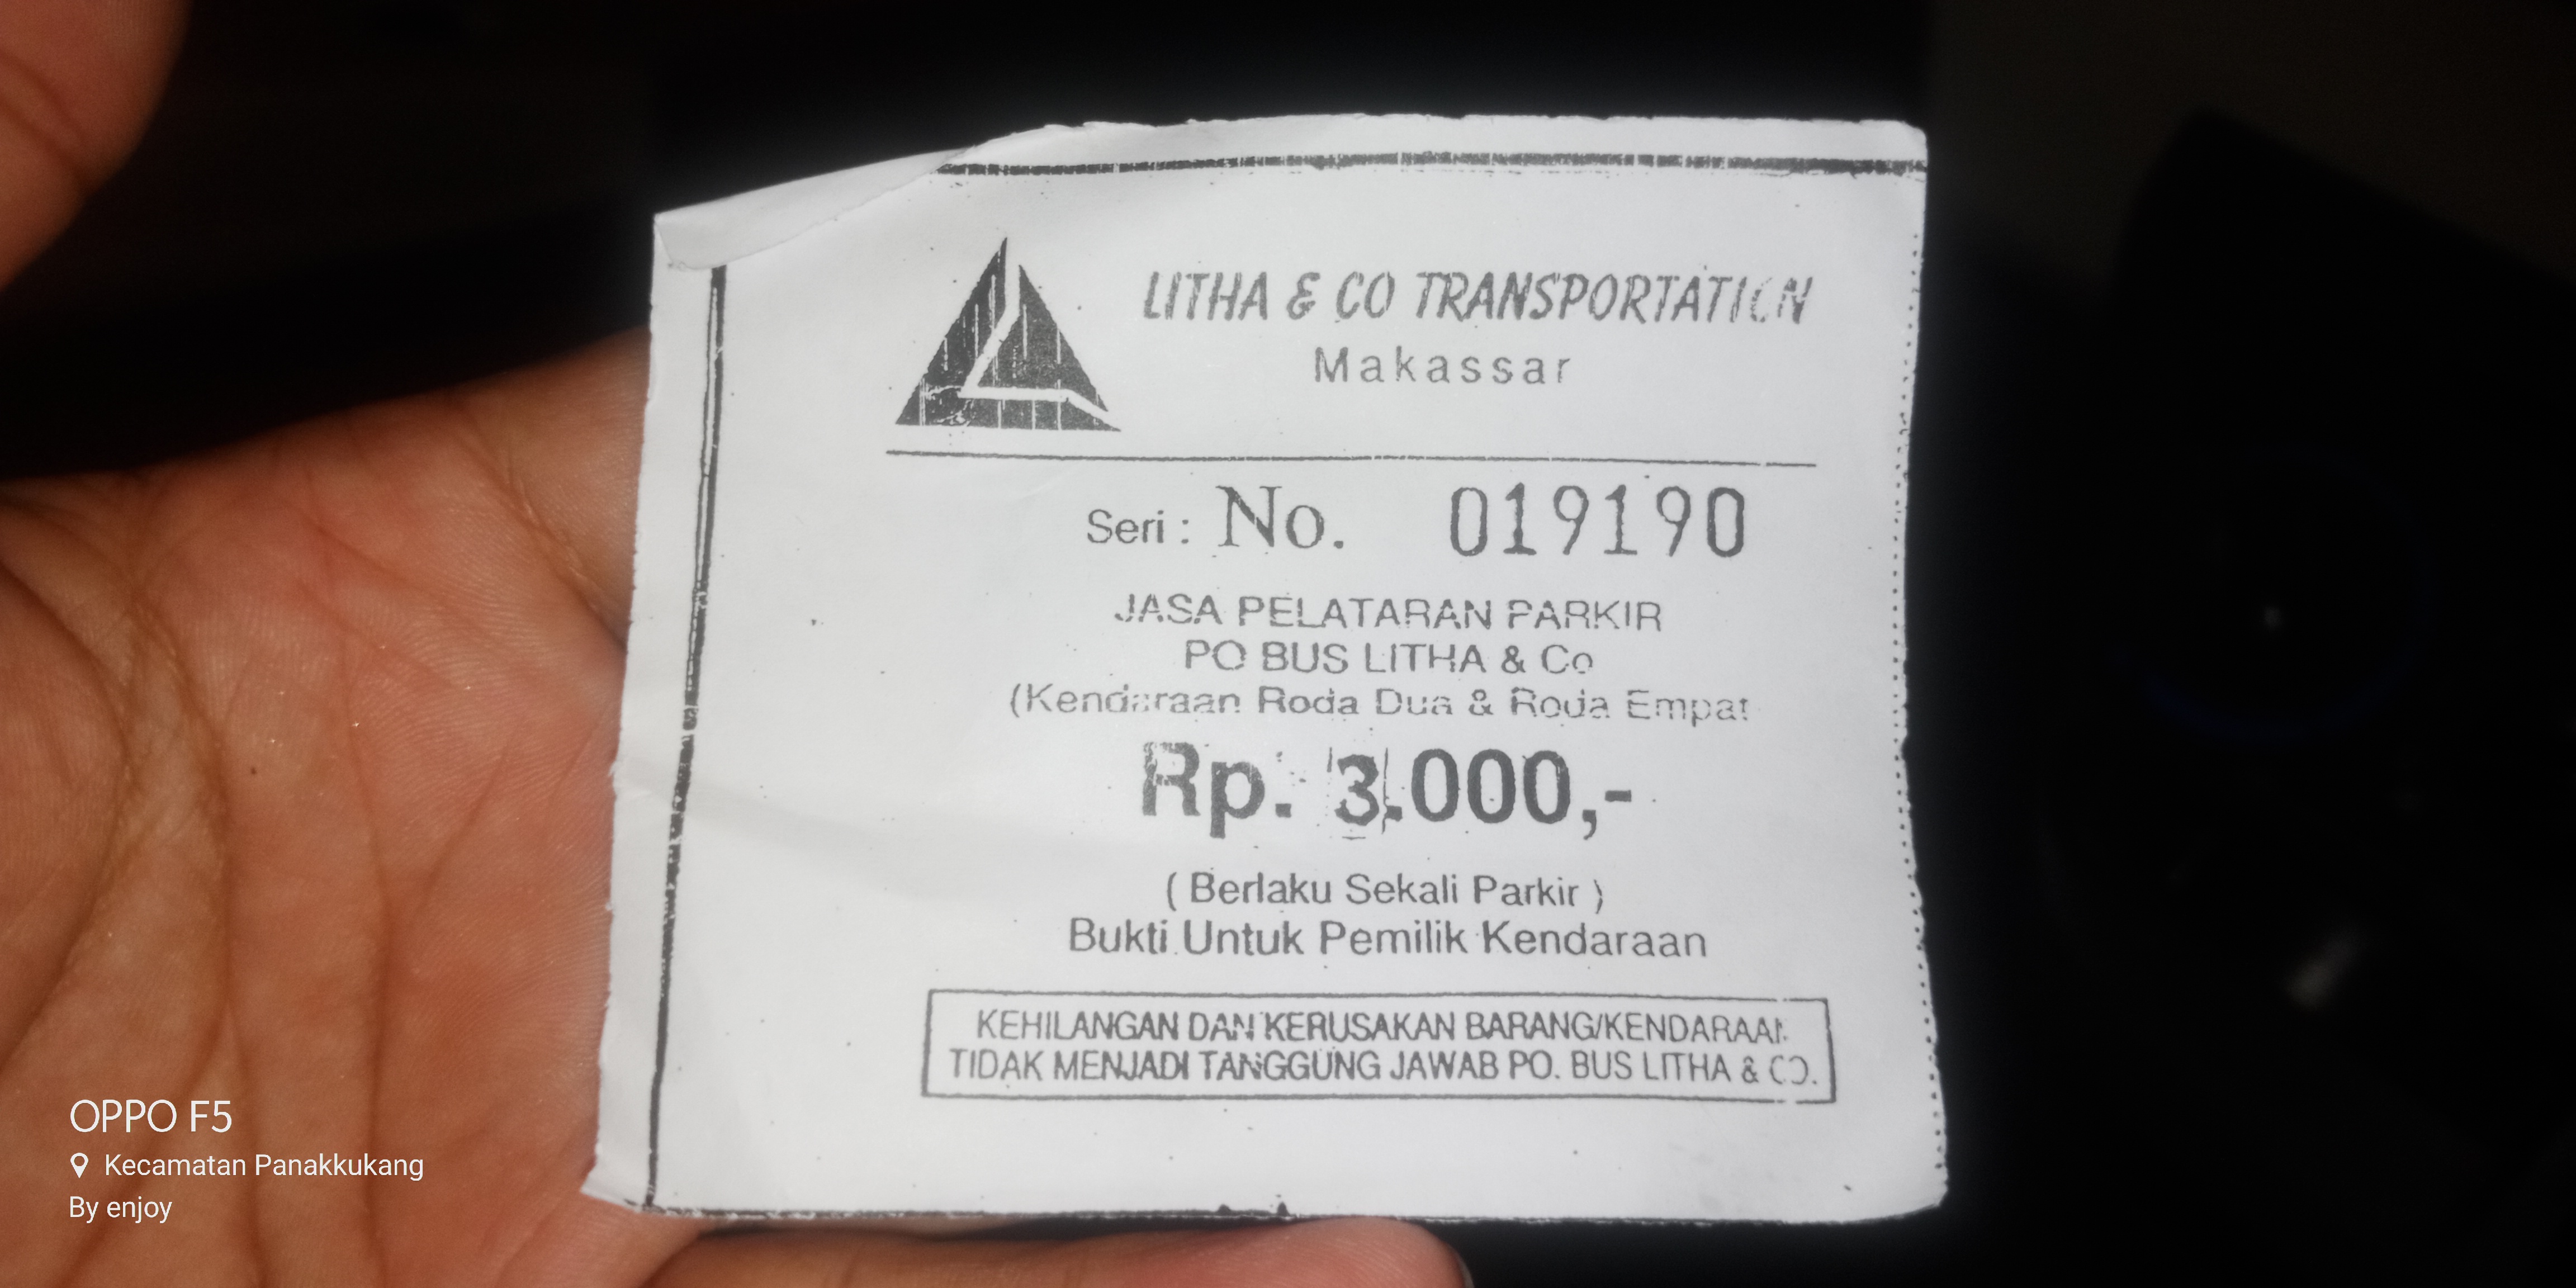 LITHA & CO TRANSPORTATION
Makassar
Seri : No. 019190
JASA PELATARAN PARKIR
PO BUS LITHA & Co
(Kendaraan Roda Dua & Roda Empat
Rp. 3.000,-
( Berlaku Sekali Parkir )
Bukti Untuk Pemilik Kendaraan
KEHILANGAN DAN KERUSAKAN BARANG/KENDARAAN
TIDAK MENJADI TANGGUNG JAWAB PO. BUS LITHA & CO.
OPPO F5
Kecamatan Panakkukang
By enjoy